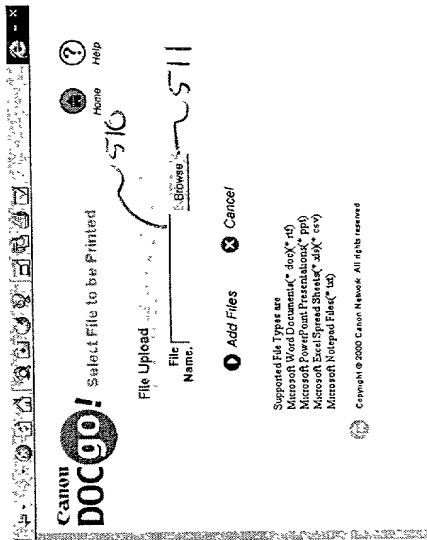 Canon
DOCgo!
Select File to be Printed
Home
Help
510
File Upload
File
Name.
Browse
511
Add Files
Cancel
Supported File Types are
Microsoft Word Documents(*.doc)(*.rtf)
Microsoft PowerPoint Presentations(*.ppt)
Microsoft Excel Spread Sheets(*.xls)(*.csv)
Microsoft Notepad Files(*.txt)
Copyright © 2000 Canon Network All rights reserved